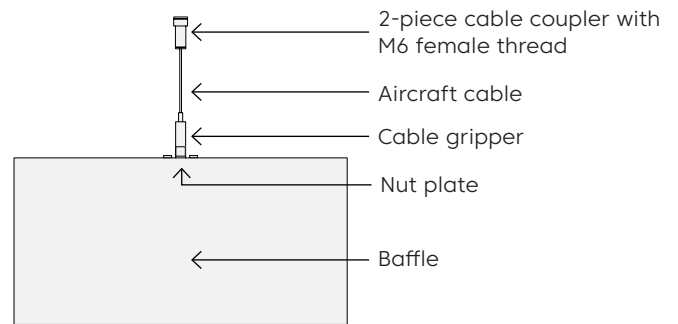 2-piece cable coupler with
M6 female thread
Aircraft cable
Cable gripper
Nut plate
Baffle